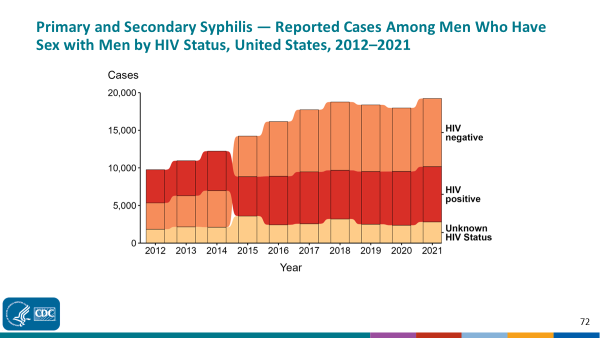 Primary and Secondary Syphilis — Reported Cases Among Men Who Have
Sex with Men by HIV Status, United States, 2012–2021
Cases
20,000
15,000
10,000
5,000
0
HIV
negative
HIV
positive
Unknown
HIV Status
2012 2013 2014 2015 2016 2017 2018 2019 2020 2021
Year
CDC
72